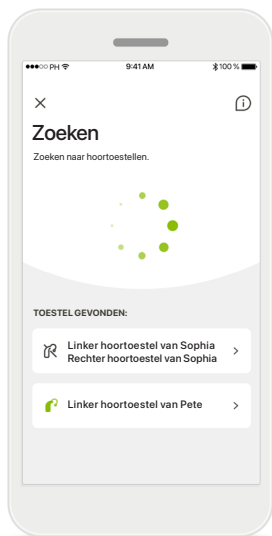 ●●●○○ PH 9:41 AM 100 %
Zoeken
Zoeken naar hoortoestellen.
TOESTEL GEVONDEN:
Linker hoortoestel van Sophia
Rechter hoortoestel van Sophia
Linker hoortoestel van Pete